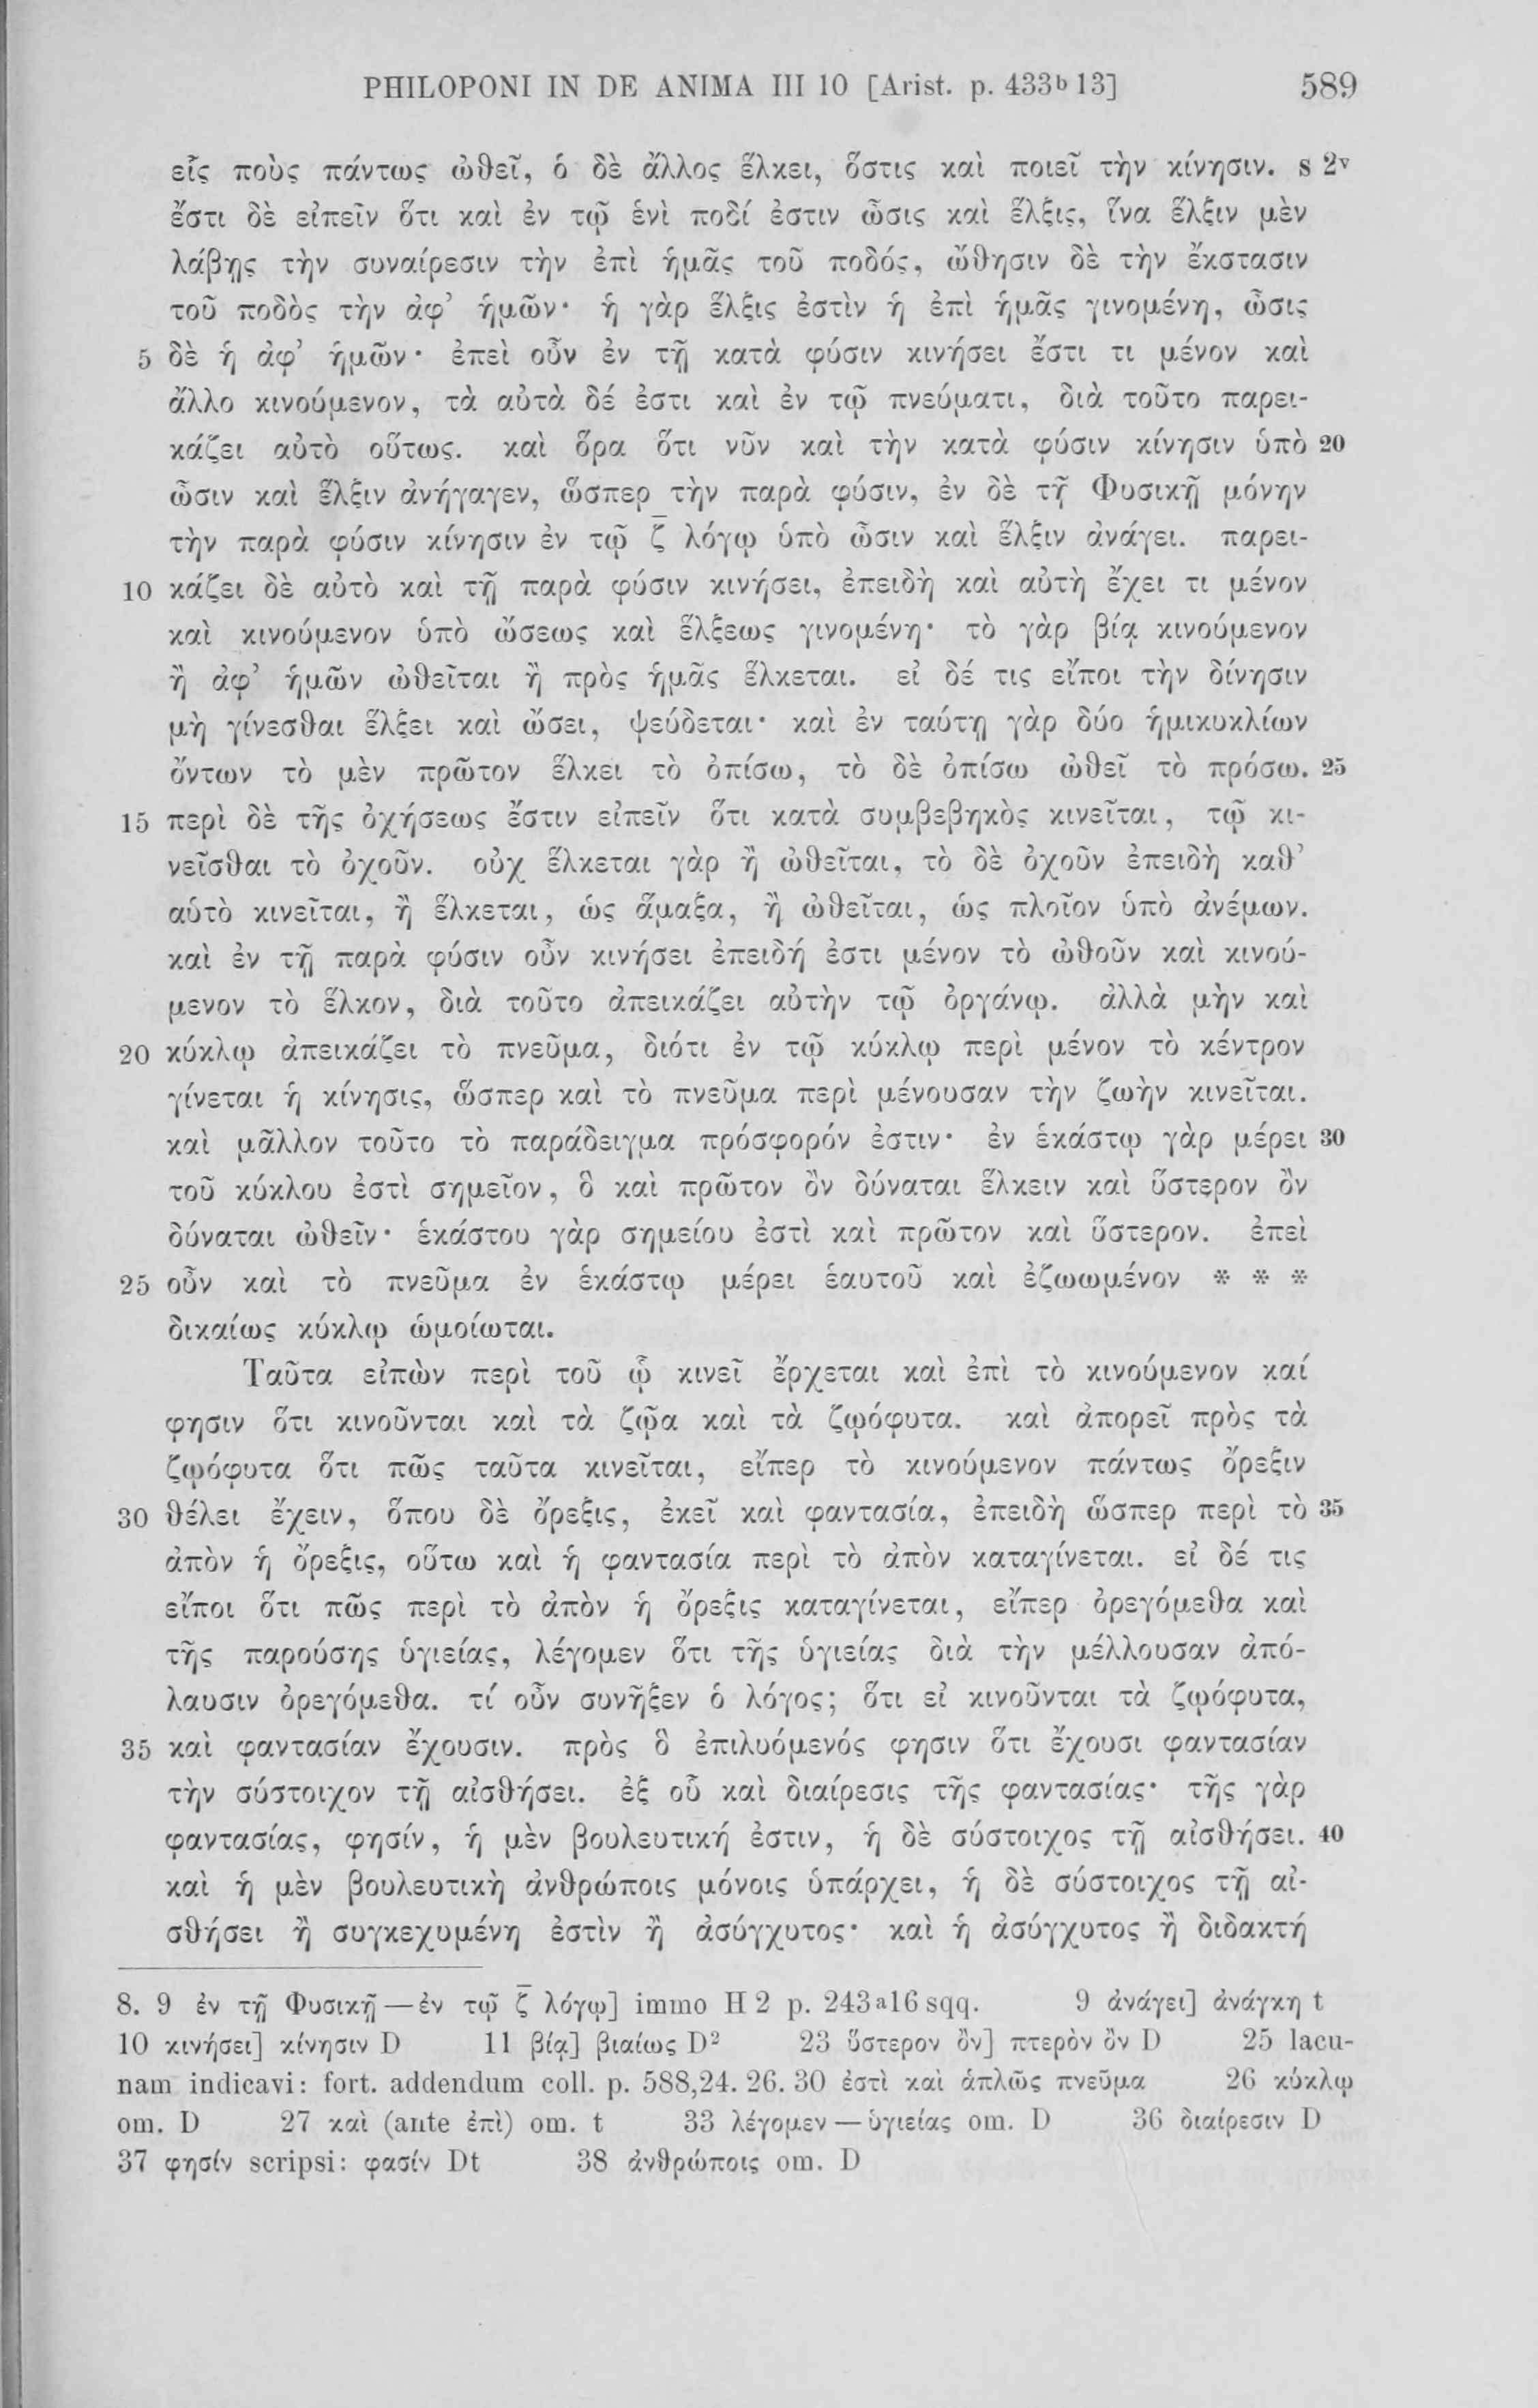 PHILOPONI IN DE ANIMA III 10 [Arist. p. 433b 13] 589
εἷς ποὺς πάντως ὠθεῖ, ὁ δὲ ἄλλος ἕλκει, ὅστις καὶ ποιεῖ τὴν κίνησιν. s 2v
ἔστι δὲ εἰπεῖν ὅτι καὶ ἐν τῷ ἑνὶ ποδί ἐστιν ὦσις καὶ ἕλξις, ἵνα ἕλξιν μὲν
λάβῃς τὴν συναίρεσιν τὴν ἐπὶ ἡμᾶς τοῦ ποδός, ὤθησιν δὲ τὴν ἔκστασιν
τοῦ ποδὸς τὴν ἀφ’ ἡμῶν· ἡ γὰρ ἕλξις ἐστὶν ἡ ἐπὶ ἡμᾶς γινομένη, ὦσις
5 δὲ ἡ ἀφ’ ἡμῶν· ἐπεὶ οὖν ἐν τῇ κατὰ φύσιν κινήσει ἔστι τι μένον καὶ
ἄλλο κινούμενον, τὰ αὐτὰ δέ ἐστι καὶ ἐν τῷ πνεύματι, διὰ τοῦτο παρει-
κάζει αὐτὸ οὕτως. καὶ ὅρα ὅτι νῦν καὶ τὴν κατὰ φύσιν κίνησιν ὑπὸ 20
ὦσιν καὶ ἕλξιν ἀνήγαγεν, ὥσπερ τὴν παρὰ φύσιν, ἐν δὲ τῇ Φυσικῇ μόνην
τὴν παρὰ φύσιν κίνησιν ἐν τῷ ζ̅ λόγῳ ὑπὸ ὦσιν καὶ ἕλξιν ἀνάγει. παρει-
10 κάζει δὲ αὐτὸ καὶ τῇ παρὰ φύσιν κινήσει, ἐπειδὴ καὶ αὐτὴ ἔχει τι μένον
καὶ κινούμενον ὑπὸ ὤσεως καὶ ἕλξεως γινομένη· τὸ γὰρ βίᾳ κινούμενον
ἢ ἀφ’ ἡμῶν ὠθεῖται ἢ πρὸς ἡμᾶς ἕλκεται. εἰ δέ τις εἴποι τὴν δίνησιν
μὴ γίνεσθαι ἕλξει καὶ ὤσει, ψεύδεται· καὶ ἐν ταύτῃ γὰρ δύο ἡμικυκλίων
ὄντων τὸ μὲν πρῶτον ἕλκει τὸ ὀπίσω, τὸ δὲ ὀπίσω ὠθεῖ τὸ πρόσω. 25
15 περὶ δὲ τῆς ὀχήσεως ἔστιν εἰπεῖν ὅτι κατὰ συμβεβηκὸς κινεῖται, τῷ κι-
νεῖσθαι τὸ ὀχοῦν. οὐχ ἕλκεται γὰρ ἢ ὠθεῖται, τὸ δὲ ὀχοῦν ἐπειδὴ καθ’
αὑτὸ κινεῖται, ἢ ἕλκεται, ὡς ἅμαξα, ἢ ὠθεῖται, ὡς πλοῖον ὑπὸ ἀνέμων.
καὶ ἐν τῇ παρὰ φύσιν οὖν κινήσει ἐπειδή ἐστι μένον τὸ ὠθοῦν καὶ κινού-
μενον τὸ ἕλκον, διὰ τοῦτο ἀπεικάζει αὐτὴν τῷ ὀργάνῳ. ἀλλὰ μὴν καὶ
20 κύκλῳ ἀπεικάζει τὸ πνεῦμα, διότι ἐν τῷ κύκλῳ περὶ μένον τὸ κέντρον
γίνεται ἡ κίνησις, ὥσπερ καὶ τὸ πνεῦμα περὶ μένουσαν τὴν ζωὴν κινεῖται.
καὶ μᾶλλον τοῦτο τὸ παράδειγμα πρόσφορόν ἐστιν· ἐν ἑκάστῳ γὰρ μέρει 30
τοῦ κύκλου ἐστὶ σημεῖον, ὃ καὶ πρῶτον ὂν δύναται ἕλκειν καὶ ὕστερον ὂν
δύναται ὠθεῖν· ἑκάστου γὰρ σημείου ἐστὶ καὶ πρῶτον καὶ ὕστερον. ἐπεὶ
25 οὖν καὶ τὸ πνεῦμα ἐν ἑκάστῳ μέρει ἑαυτοῦ καὶ ἐζωωμένον * * *
δικαίως κύκλῳ ὡμοίωται.
Ταῦτα εἰπὼν περὶ τοῦ ᾧ κινεῖ ἔρχεται καὶ ἐπὶ τὸ κινούμενον καί
φησιν ὅτι κινοῦνται καὶ τὰ ζῷα καὶ τὰ ζῳόφυτα. καὶ ἀπορεῖ πρὸς τὰ
ζῳόφυτα ὅτι πῶς ταῦτα κινεῖται, εἴπερ τὸ κινούμενον πάντως ὄρεξιν
30 θέλει ἔχειν, ὅπου δὲ ὄρεξις, ἐκεῖ καὶ φαντασία, ἐπειδὴ ὥσπερ περὶ τὸ 35
ἀπὸν ἡ ὄρεξις, οὕτω καὶ ἡ φαντασία περὶ τὸ ἀπὸν καταγίνεται. εἰ δέ τις
εἴποι ὅτι πῶς περὶ τὸ ἀπὸν ἡ ὄρεξις καταγίνεται, εἴπερ ὀρεγόμεθα καὶ
τῆς παρούσης ὑγιείας, λέγομεν ὅτι τῆς ὑγιείας διὰ τὴν μέλλουσαν ἀπό-
λαυσιν ὀρεγόμεθα. τί οὖν συνῆξεν ὁ λόγος; ὅτι εἰ κινοῦνται τὰ ζῳόφυτα,
35 καὶ φαντασίαν ἔχουσιν. πρὸς ὃ ἐπιλυόμενός φησιν ὅτι ἔχουσι φαντασίαν
τὴν σύστοιχον τῇ αἰσθήσει. ἐξ οὗ καὶ διαίρεσις τῆς φαντασίας· τῆς γὰρ
φαντασίας, φησίν, ἡ μὲν βουλευτική ἐστιν, ἡ δὲ σύστοιχος τῇ αἰσθήσει. 40
καὶ ἡ μὲν βουλευτικὴ ἀνθρώποις μόνοις ὑπάρχει, ἡ δὲ σύστοιχος τῇ αἰ-
σθήσει ἢ συγκεχυμένη ἐστὶν ἢ ἀσύγχυτος· καὶ ἡ ἀσύγχυτος ἢ διδακτή
8. 9 ἐν τῇ Φυσικῇ — ἐν τῷ ζ̅ λόγῳ] immo H 2 p. 243a16 sqq. 9 ἀνάγει] ἀνάγκη t
10 κινήσει] κίνησιν D 11 βίᾳ] βιαίως D² 23 ὕστερον ὂν] πτερὸν ὂν D 25 lacu-
nam indicavi: fort. addendum coll. p. 588,24. 26. 30 ἐστὶ καὶ ἁπλῶς πνεῦμα 26 κύκλῳ
om. D 27 καὶ (ante ἐπὶ) om. t 33 λέγομεν — ὑγιείας om. D 36 διαίρεσιν D
37 φησίν scripsi: φασίν Dt 38 ἀνθρώποις om. D